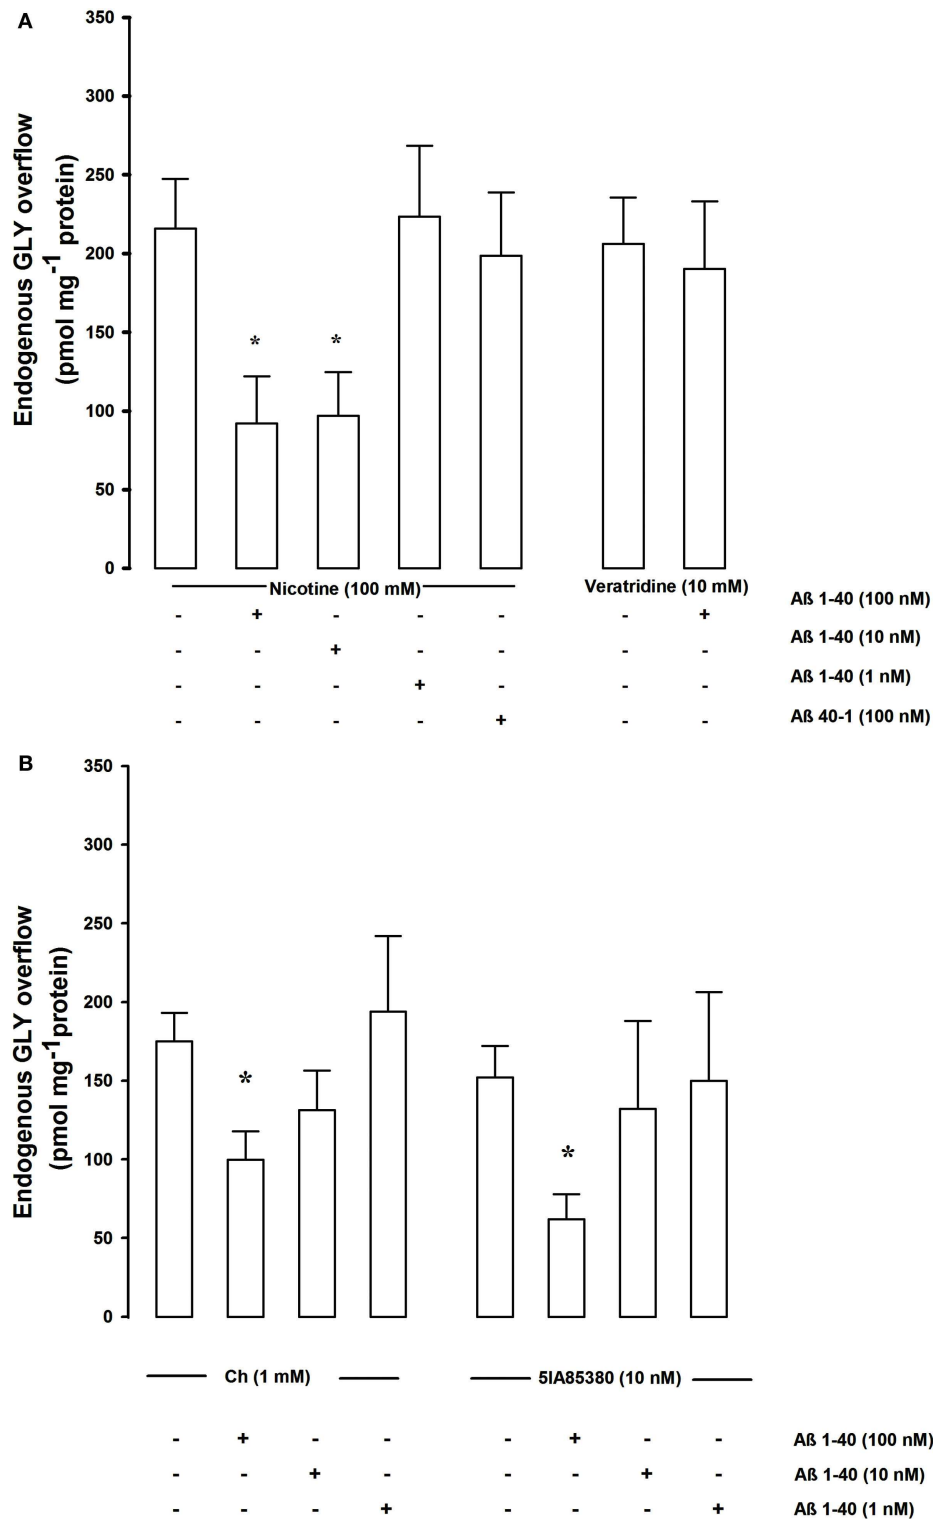 A
350
300
250
200
150
100
50
0
Endogenous GLY overflow
(pmol mg-1 protein)
*
*
Nicotine (100 mM)
Veratridine (10 mM)
- + - - - - + Aß 1-40 (100 nM)
- - + - - - - Aß 1-40 (10 nM)
- - - + - - - Aß 1-40 (1 nM)
- - - - + - - Aß 40-1 (100 nM)
B
350
300
250
200
150
100
50
0
Endogenous GLY overflow
(pmol mg-1protein)
*
*
Ch (1 mM)
5IA85380 (10 nM)
- + - - - + - - Aß 1-40 (100 nM)
- - + - - - + - Aß 1-40 (10 nM)
- - - + - - - + Aß 1-40 (1 nM)